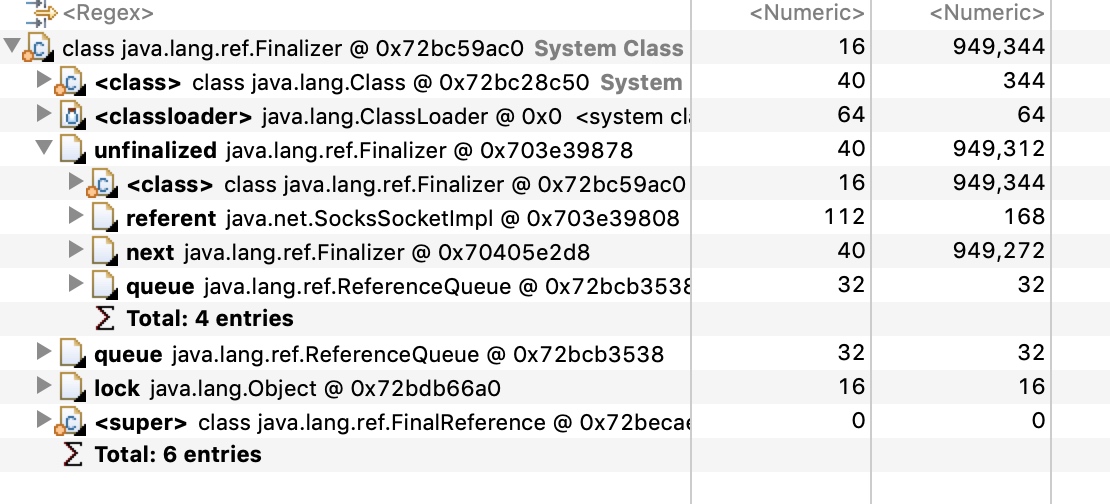 <Regex> <Numeric> <Numeric>
class java.lang.ref.Finalizer @ 0x72bc59ac0 System Class 16 949,344
<class> class java.lang.Class @ 0x72bc28c50 System 40 344
<classloader> java.lang.ClassLoader @ 0x0 <system cl 64 64
unfinalized java.lang.ref.Finalizer @ 0x703e39878 40 949,312
<class> class java.lang.ref.Finalizer @ 0x72bc59ac0 16 949,344
referent java.net.SocksSocketImpl @ 0x703e39808 112 168
next java.lang.ref.Finalizer @ 0x70405e2d8 40 949,272
queue java.lang.ref.ReferenceQueue @ 0x72bcb3538 32 32
Σ Total: 4 entries
queue java.lang.ref.ReferenceQueue @ 0x72bcb3538 32 32
lock java.lang.Object @ 0x72bdb66a0 16 16
<super> class java.lang.ref.FinalReference @ 0x72becae 0 0
Σ Total: 6 entries